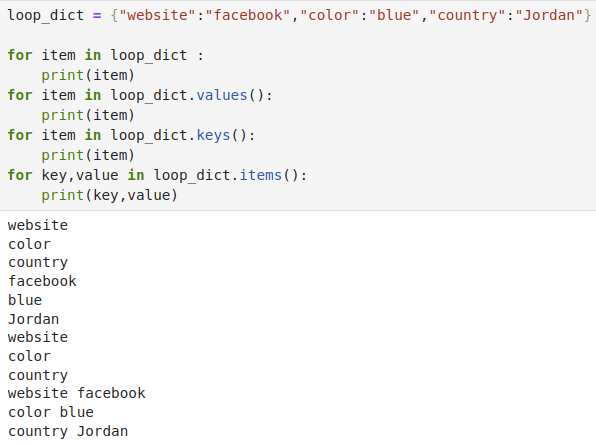 loop_dict = {"website":"facebook","color":"blue","country":"Jordan"}
for item in loop_dict :
    print(item)
for item in loop_dict.values():
    print(item)
for item in loop_dict.keys():
    print(item)
for key,value in loop_dict.items():
    print(key,value)
website
color
country
facebook
blue
Jordan
website
color
country
website facebook
color blue
country Jordan